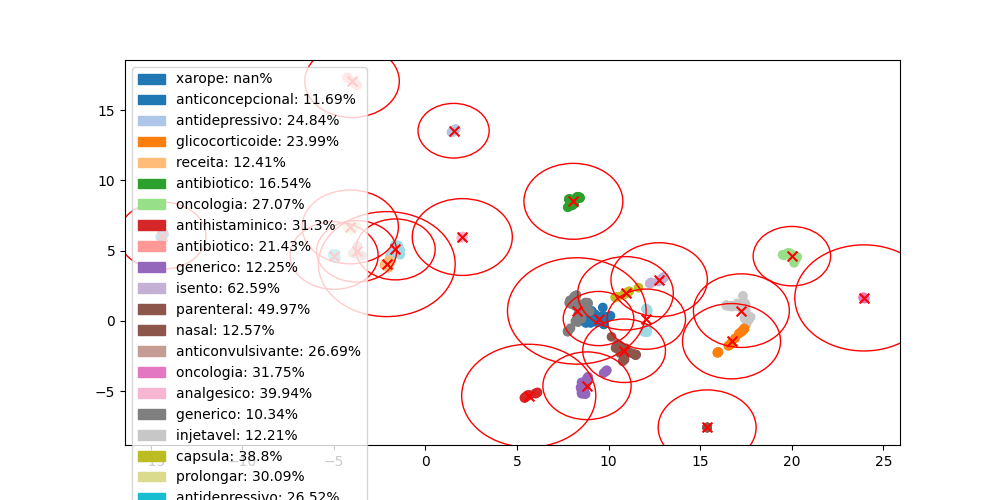 xarope: nan%
anticoncepcional: 11.69%
antidepressivo: 24.84%
glicocorticoide: 23.99%
receita: 12.41%
antibiotico: 16.54%
oncologia: 27.07%
antihistaminico: 31.3%
antibiotico: 21.43%
generico: 12.25%
isento: 62.59%
parenteral: 49.97%
nasal: 12.57%
anticonvulsivante: 26.69%
oncologia: 31.75%
analgesico: 39.94%
generico: 10.34%
injetavel: 12.21%
capsula: 38.8%
prolongar: 30.09%
antidepressivo: 26.52%
15
10
5
0
−5
−15 −10 −5 0 5 10 15 20 25